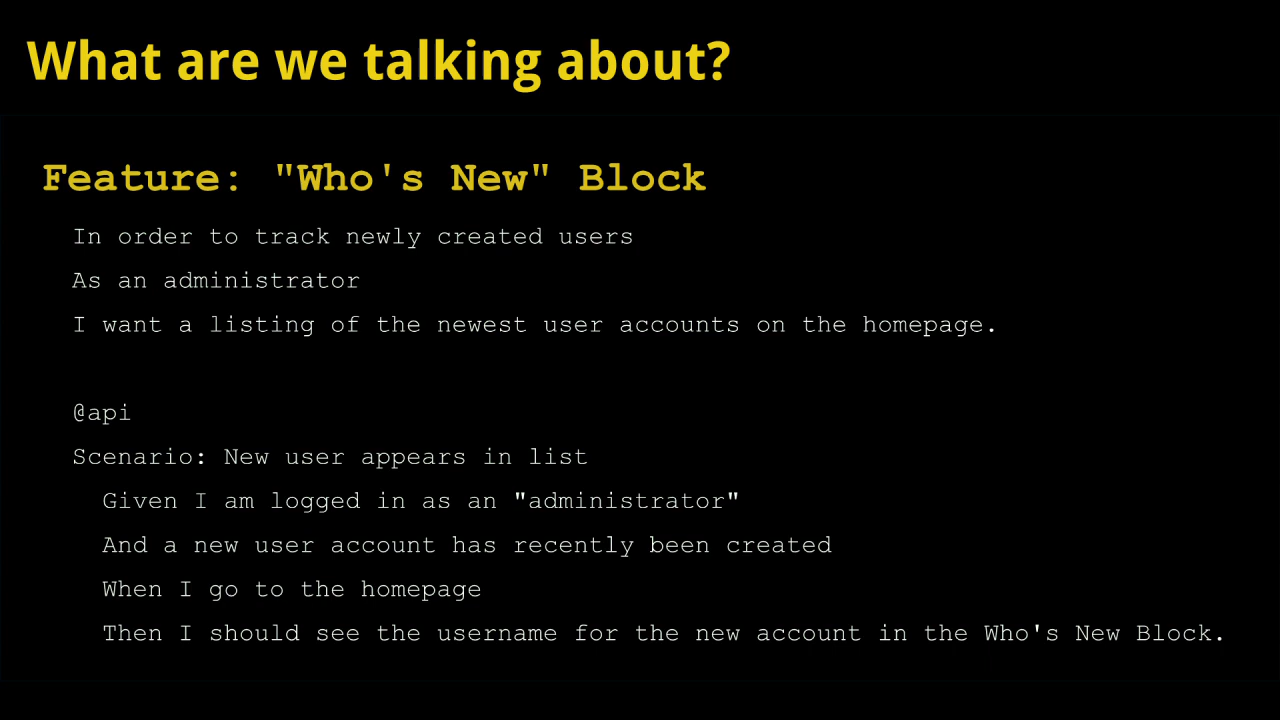 What are we talking about?
Feature: "Who's New" Block
In order to track newly created users
As an administrator
I want a listing of the newest user accounts on the homepage.
@api
Scenario: New user appears in list
Given I am logged in as an "administrator"
And a new user account has recently been created
When I go to the homepage
Then I should see the username for the new account in the Who's New Block.